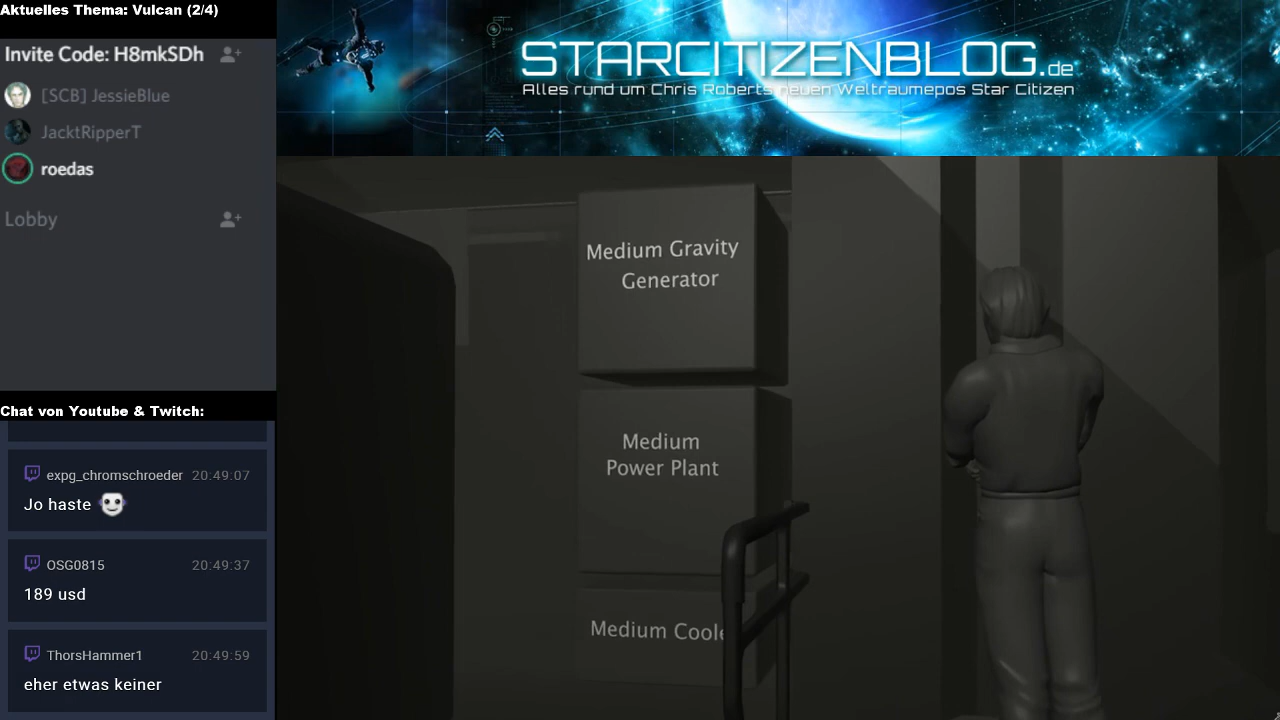 Aktuelles Thema: Vulcan (2/4)
Invite Code: H8mkSDh
[SCB] JessieBlue
JacktRipperT
roedas
Lobby
Chat von Youtube & Twitch:
expg_chromschroeder 20:49:07
Jo haste
OSG0815 20:49:37
189 usd
ThorsHammer1 20:49:59
eher etwas keiner
STARCITIZENBLOG.de
Alles rund um Chris Roberts neuen Weltraumepos Star Citizen
Medium Gravity
Generator
Medium
Power Plant
Medium Coole